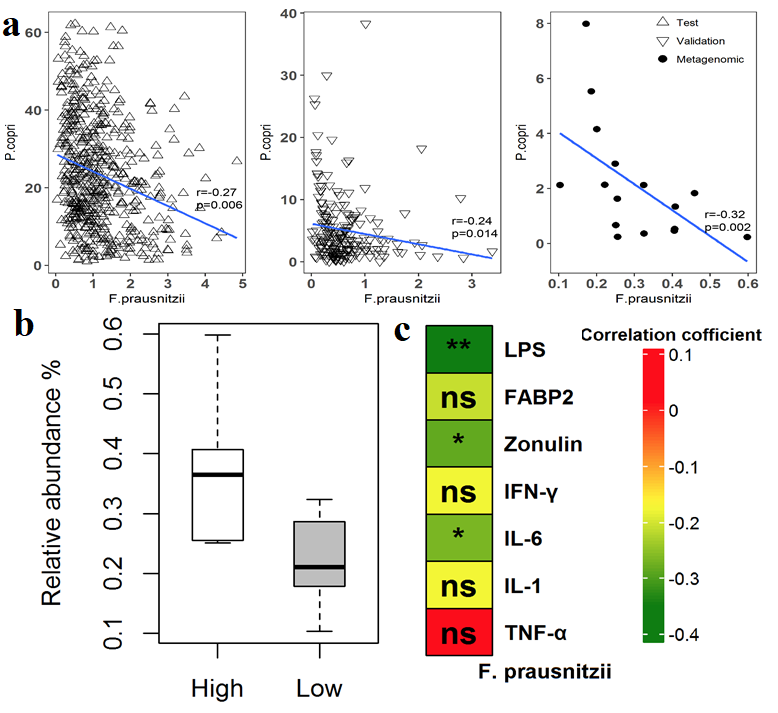 a
60
40
20
0
P.copri
r=-0.27
p=0.006
0
1
2
3
4
5
F.prausnitzii
40
30
20
10
0
P.copri
r=-0.24
p=0.014
0
1
2
3
F.prausnitzii
8
6
4
2
0
P.copri
Test
Validation
Metagenomic
r=-0.32
p=0.002
0.1
0.2
0.3
0.4
0.5
0.6
F.prausnitzii
b
0.6
0.5
0.4
0.3
0.2
0.1
Relative abundance %
High
Low
c
** LPS
ns FABP2
* Zonulin
ns IFN-γ
* IL-6
ns IL-1
ns TNF-α
F. prausnitzii
Correlation cofficient
0.1
0
-0.1
-0.2
-0.3
-0.4